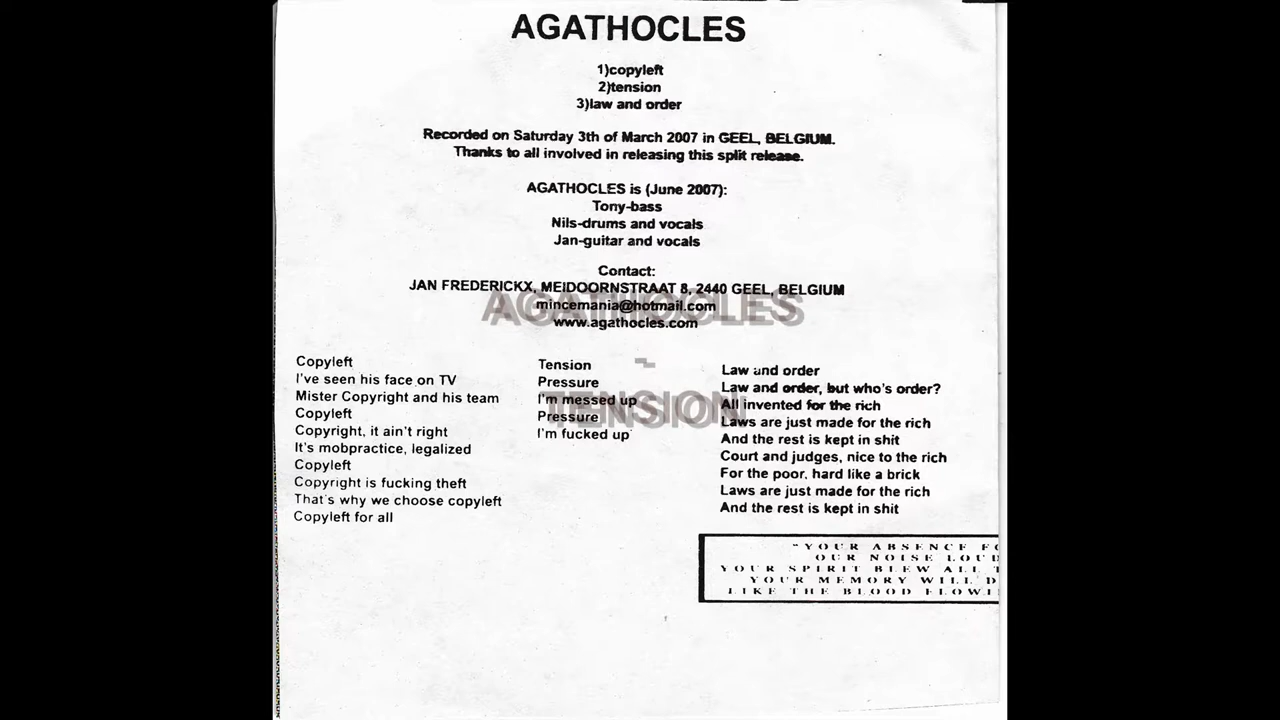 AGATHOCLES
1)copyleft
2)tension
3)law and order
Recorded on Saturday 3th of March 2007 in GEEL, BELGIUM.
Thanks to all involved in releasing this split release.
AGATHOCLES is (June 2007):
Tony-bass
Nils-drums and vocals
Jan-guitar and vocals
Contact:
JAN FREDERICKX, MEIDOORNSTRAAT 8, 2440 GEEL, BELGIUM
mincemania@hotmail.com
www.agathocles.com
AGATHOCLES
-
TENSION
Copyleft
I've seen his face on TV
Mister Copyright and his team
Copyleft
Copyright, it ain't right
It's mobpractice, legalized
Copyleft
Copyright is fucking theft
That's why we choose copyleft
Copyleft for all
Tension
Pressure
I'm messed up
Pressure
I'm fucked up
Law and order
Law and order, but who's order?
All invented for the rich
Laws are just made for the rich
And the rest is kept in shit
Court and judges, nice to the rich
For the poor, hard like a brick
Laws are just made for the rich
And the rest is kept in shit
"YOUR ABSENCE
OUR NOISE
YOUR SPIRIT BLEW ALL
YOUR MEMORY WILL
LIKE THE BLOOD